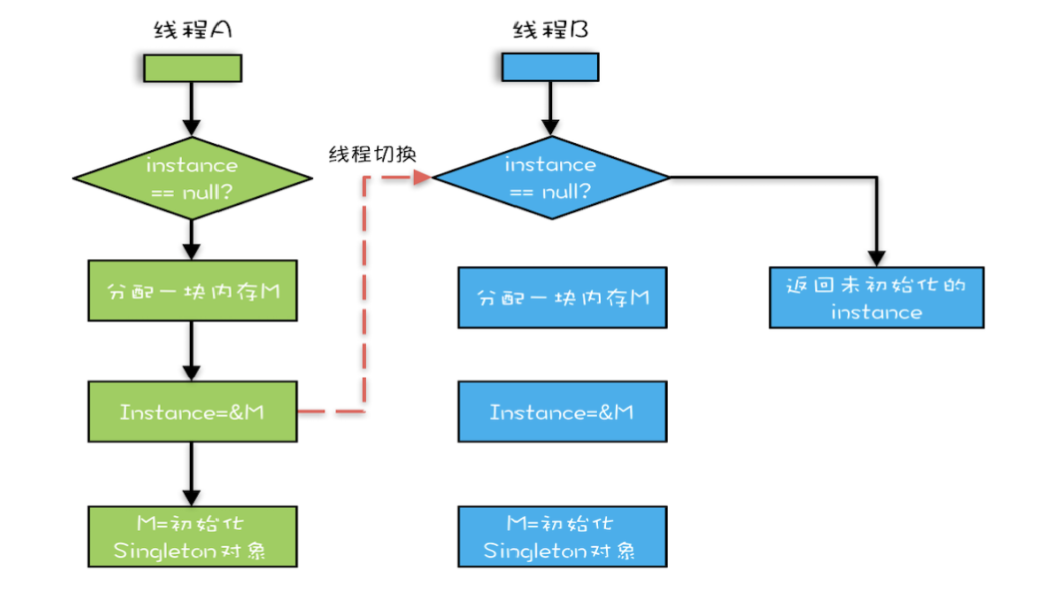 线程A
线程B
instance
== null?
线程切换
instance
== null?
分配一块内存M
分配一块内存M
返回未初始化的
instance
Instance=&M
Instance=&M
M=初始化
Singleton对象
M=初始化
Singleton对象